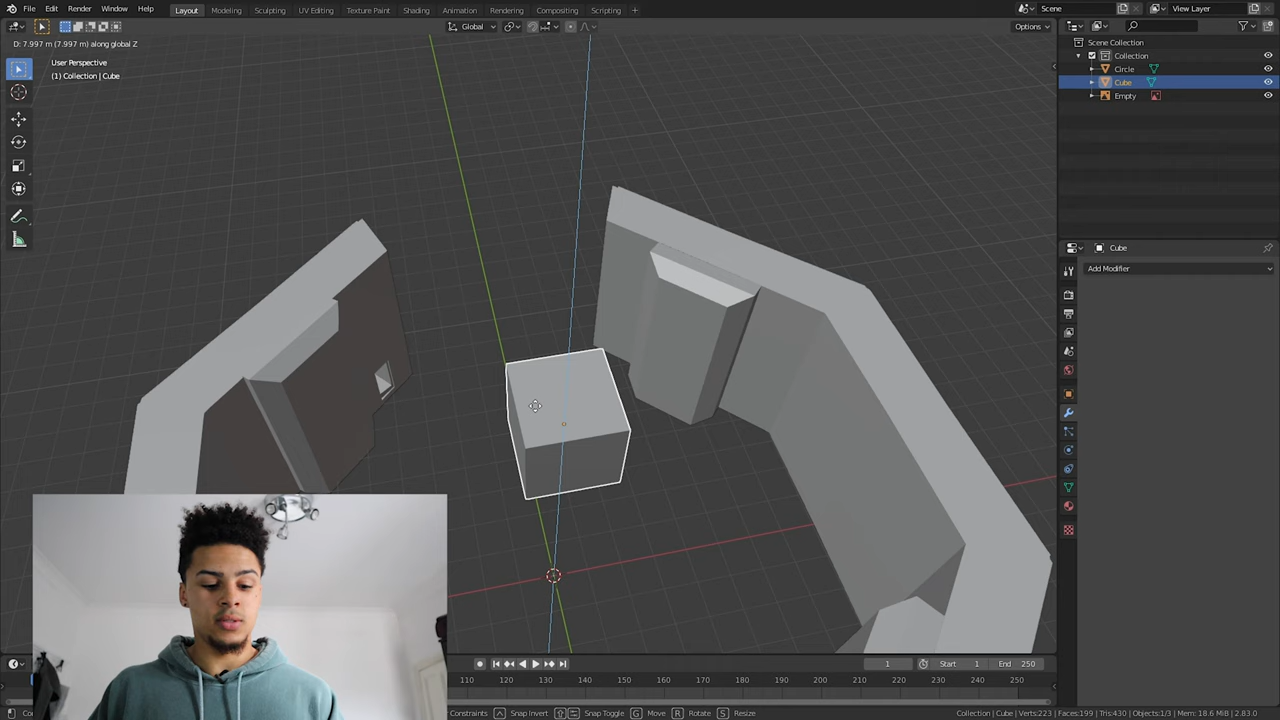 File Edit Render Window Help
Layout Modeling Sculpting UV Editing Texture Paint Shading Animation Rendering Compositing Scripting +
Scene View Layer
Global Options
D: 7.997 m (7.997 m) along global Z
User Perspective
(1) Collection | Cube
Scene Collection
Collection
Circle
Cube
Empty
Cube
Add Modifier
1 Start 1 End 250
110 120 130 140 150 160 170 180 190 200 210 220 230 240 250
Constraints Snap Invert Snap Toggle G Move R Rotate S Resize
Collection | Cube | Verts:223 | Faces:199 | Tris:430 | Objects:1/3 | Mem: 18.6 MiB | 2.83.0